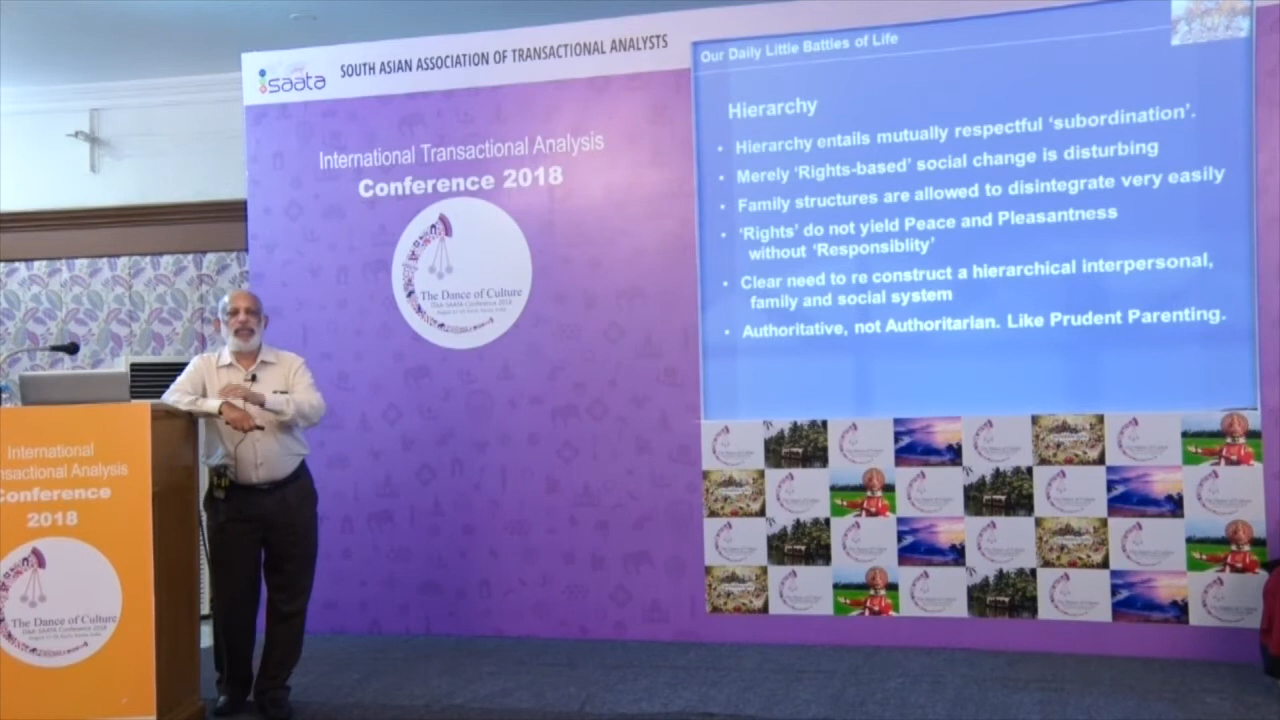 saata
SOUTH ASIAN ASSOCIATION OF TRANSACTIONAL ANALYSTS
International Transactional Analysis
Conference 2018
The Dance of Culture
Our Daily Little Battles of Life
Hierarchy
• Hierarchy entails mutually respectful ‘subordination’.
• Merely ‘Rights-based’ social change is disturbing
• Family structures are allowed to disintegrate very easily
• ‘Rights’ do not yield Peace and Pleasantness
without ‘Responsiblity’
• Clear need to re construct a hierarchical interpersonal,
family and social system
• Authoritative, not Authoritarian. Like Prudent Parenting.
International
nsactional Analysis
Conference
2018
The Dance of Culture